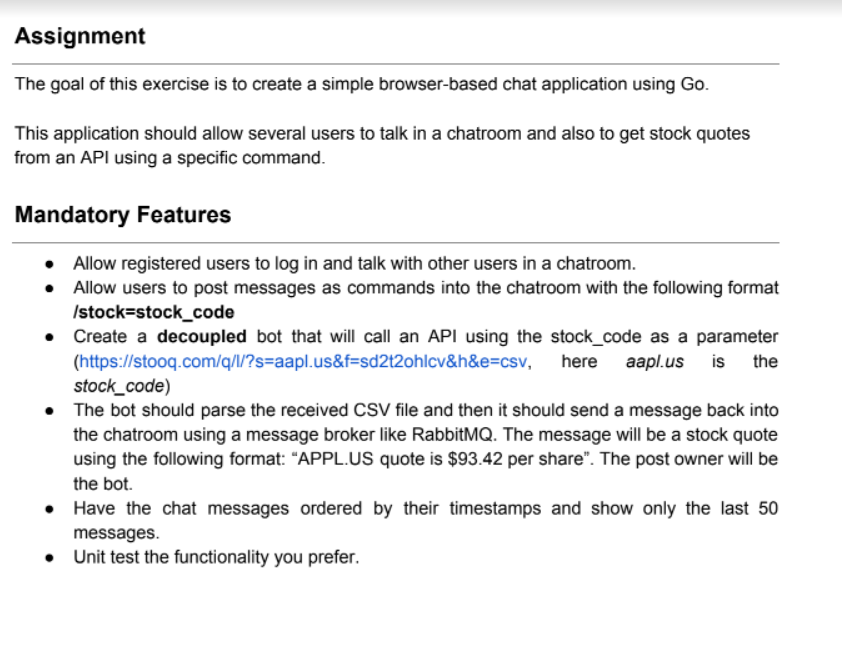 Assignment
The goal of this exercise is to create a simple browser-based chat application using Go.
This application should allow several users to talk in a chatroom and also to get stock quotes
from an API using a specific command.
Mandatory Features
● Allow registered users to log in and talk with other users in a chatroom.
● Allow users to post messages as commands into the chatroom with the following format
/stock=stock_code
● Create a decoupled bot that will call an API using the stock_code as a parameter
(https://stooq.com/q/l/?s=aapl.us&f=sd2t2ohlcv&h&e=csv, here aapl.us is the
stock_code)
● The bot should parse the received CSV file and then it should send a message back into
the chatroom using a message broker like RabbitMQ. The message will be a stock quote
using the following format: “APPL.US quote is $93.42 per share”. The post owner will be
the bot.
● Have the chat messages ordered by their timestamps and show only the last 50
messages.
● Unit test the functionality you prefer.